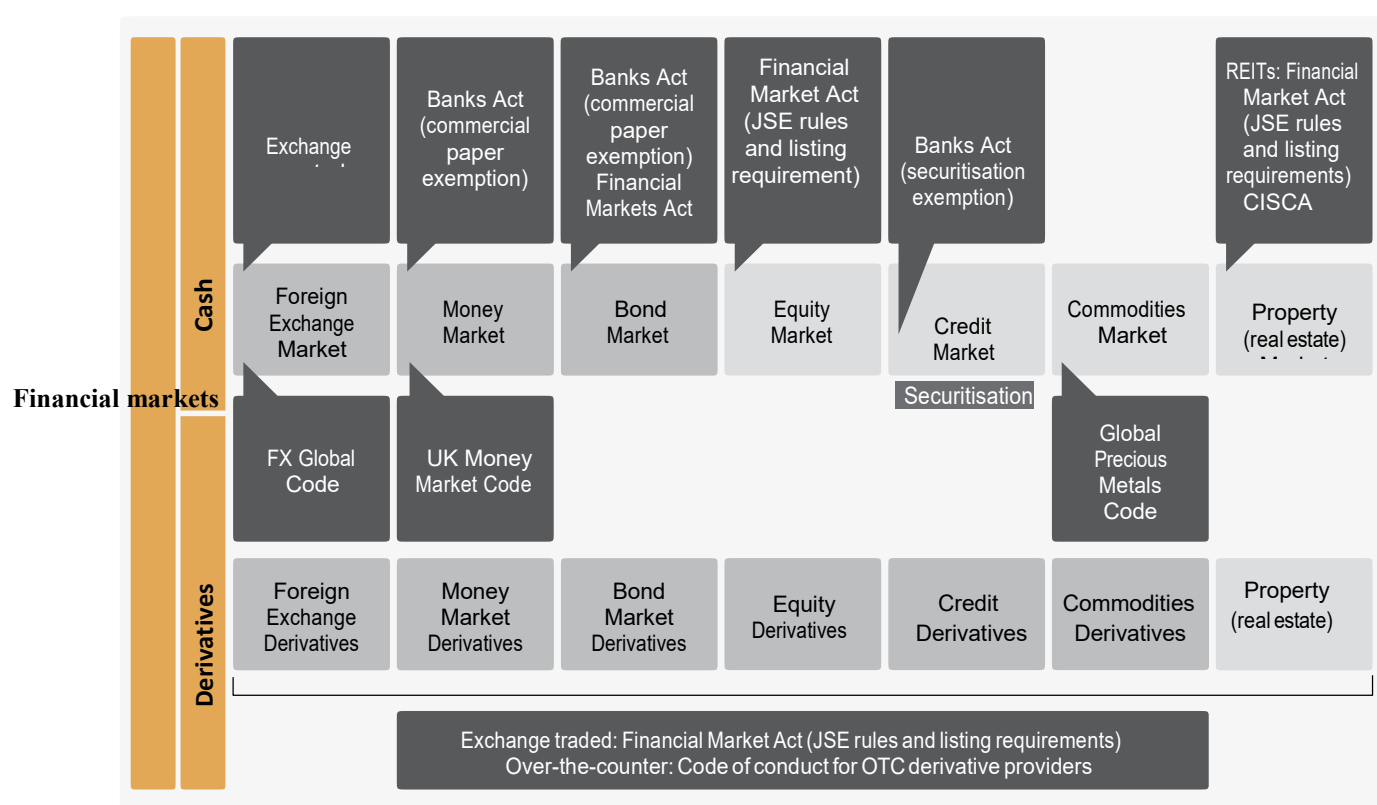 Exchange
Banks Act
(commercial
paper
exemption)
Banks Act
(commercial
paper
exemption)
Financial
Markets Act
Financial
Market Act
(JSE rules
and listing
requirement)
Banks Act
(securitisation
exemption)
REITs: Financial
Market Act
(JSE rules
and listing
requirements)
CISCA
Cash
Foreign
Exchange
Market
Money
Market
Bond
Market
Equity
Market
Credit
Market
Commodities
Market
Property
(real estate)
Financial markets
Securitisation
FX Global
Code
UK Money
Market Code
Global
Precious
Metals
Code
Derivatives
Foreign
Exchange
Derivatives
Money
Market
Derivatives
Bond
Market
Derivatives
Equity
Derivatives
Credit
Derivatives
Commodities
Derivatives
Property
(real estate)
Exchange traded: Financial Market Act (JSE rules and listing requirements)
Over-the-counter: Code of conduct for OTC derivative providers